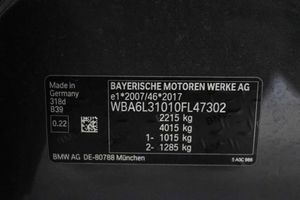 Made in
Germany
318d
B39
0.22
BAYERISCHE MOTOREN WERKE AG
e1*2007/46*2017
WBA6L31010FL47302
2215 kg
4015 kg
1- 1015 kg
2- 1285 kg
BMW AG DE-80788 München